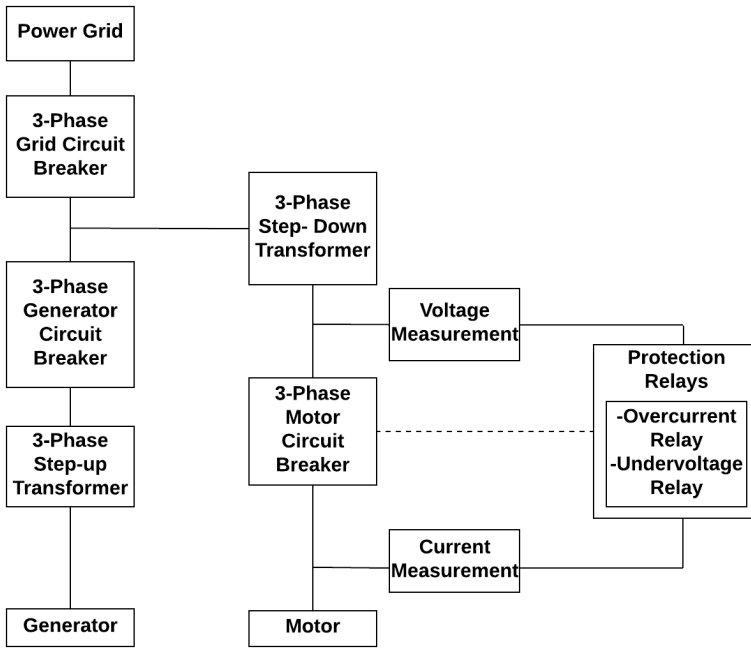 Power Grid
3-Phase
Grid Circuit
Breaker
3-Phase
Step- Down
Transformer
3-Phase
Generator
Circuit
Breaker
Voltage
Measurement
Protection
Relays
-Overcurrent
Relay
-Undervoltage
Relay
3-Phase
Motor
Circuit
Breaker
3-Phase
Step-up
Transformer
Current
Measurement
Generator
Motor